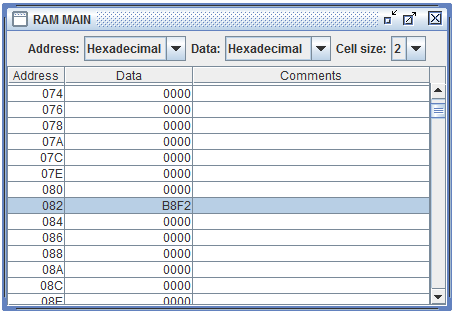 RAM MAIN
Address: Hexadecimal Data: Hexadecimal Cell size: 2
Address Data Comments
074 0000
076 0000
078 0000
07A 0000
07C 0000
07E 0000
080 0000
082 B8F2
084 0000
086 0000
088 0000
08A 0000
08C 0000
08E 0000